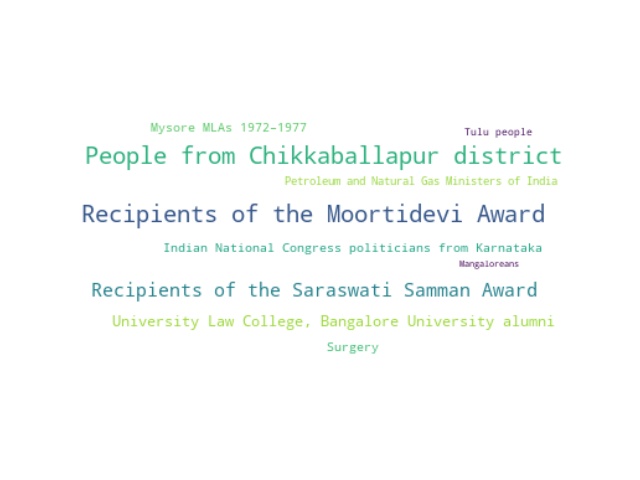 Mysore MLAs 1972–1977
Tulu people
People from Chikkaballapur district
Petroleum and Natural Gas Ministers of India
Recipients of the Moortidevi Award
Indian National Congress politicians from Karnataka
Mangaloreans
Recipients of the Saraswati Samman Award
University Law College, Bangalore University alumni
Surgery